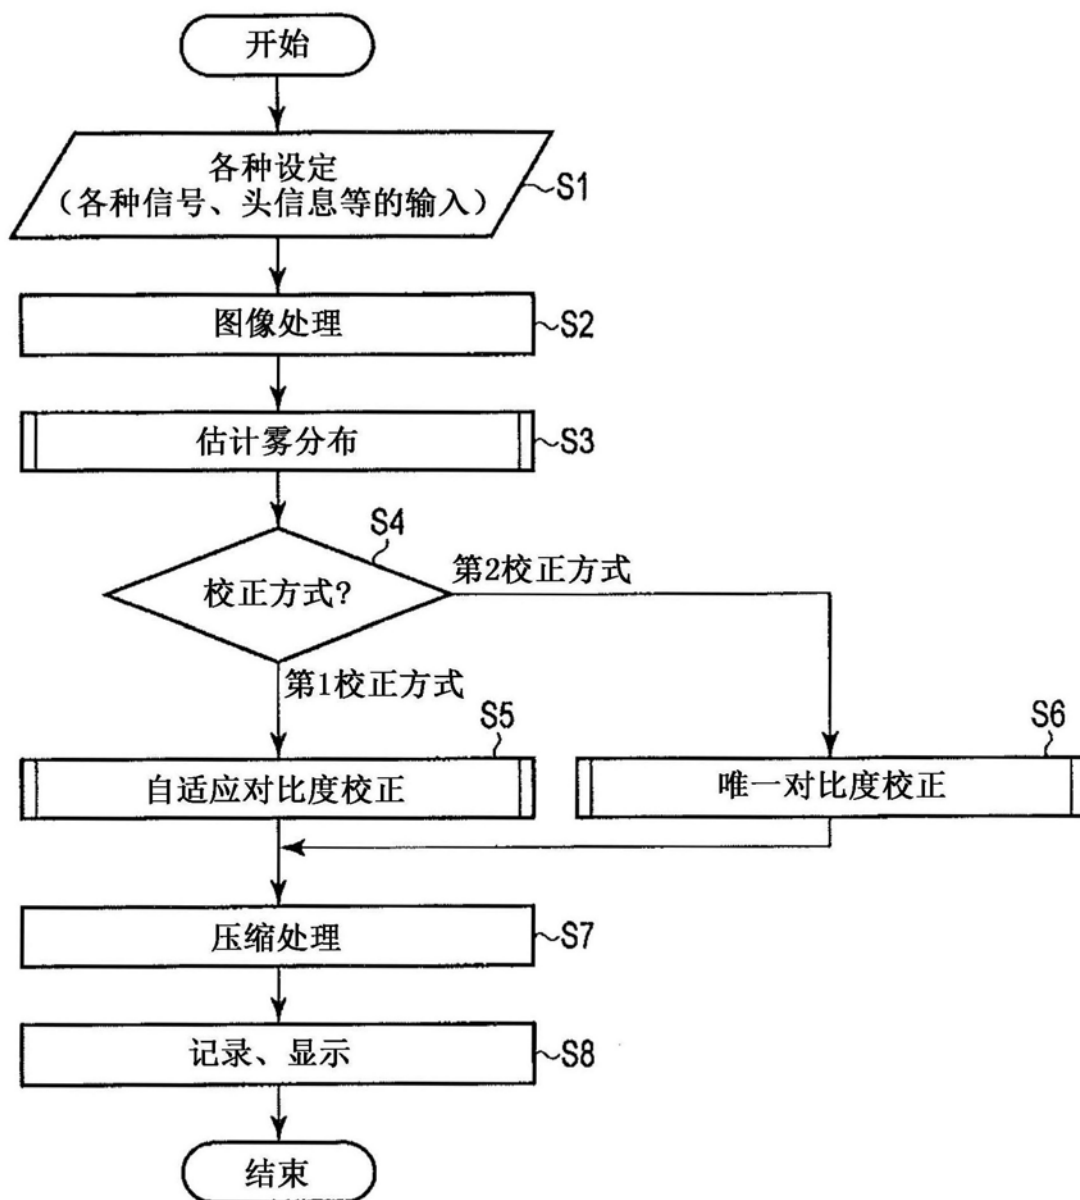 开始
各种设定
（各种信号、头信息等的输入）
S1
图像处理
S2
估计雾分布
S3
S4
校正方式?
第2校正方式
第1校正方式
S5
自适应对比度校正
S6
唯一对比度校正
压缩处理
S7
记录、显示
S8
结束